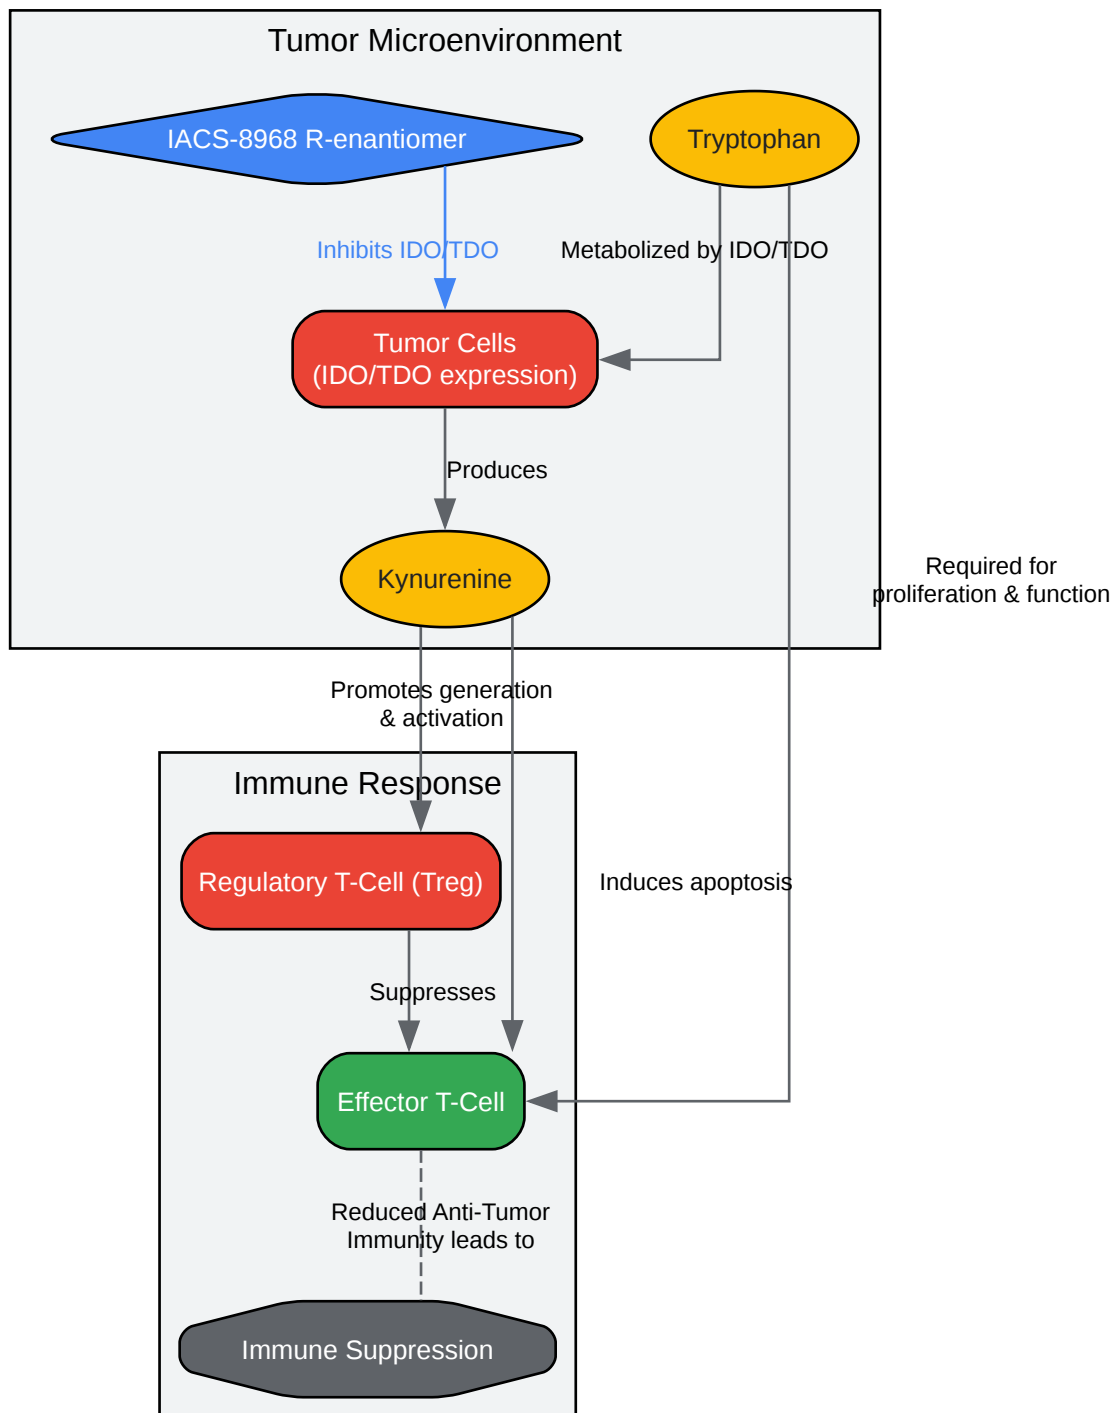 Tumor Microenvironment
IACS-8968 R-enantiomer
Tryptophan
Inhibits IDO/TDO
Metabolized by IDO/TDO
Tumor Cells
(IDO/TDO expression)
Produces
Kynurenine
Required for
proliferation & function
Promotes generation
& activation
Immune Response
Regulatory T-Cell (Treg)
Induces apoptosis
Suppresses
Effector T-Cell
Reduced Anti-Tumor
Immunity leads to
Immune Suppression